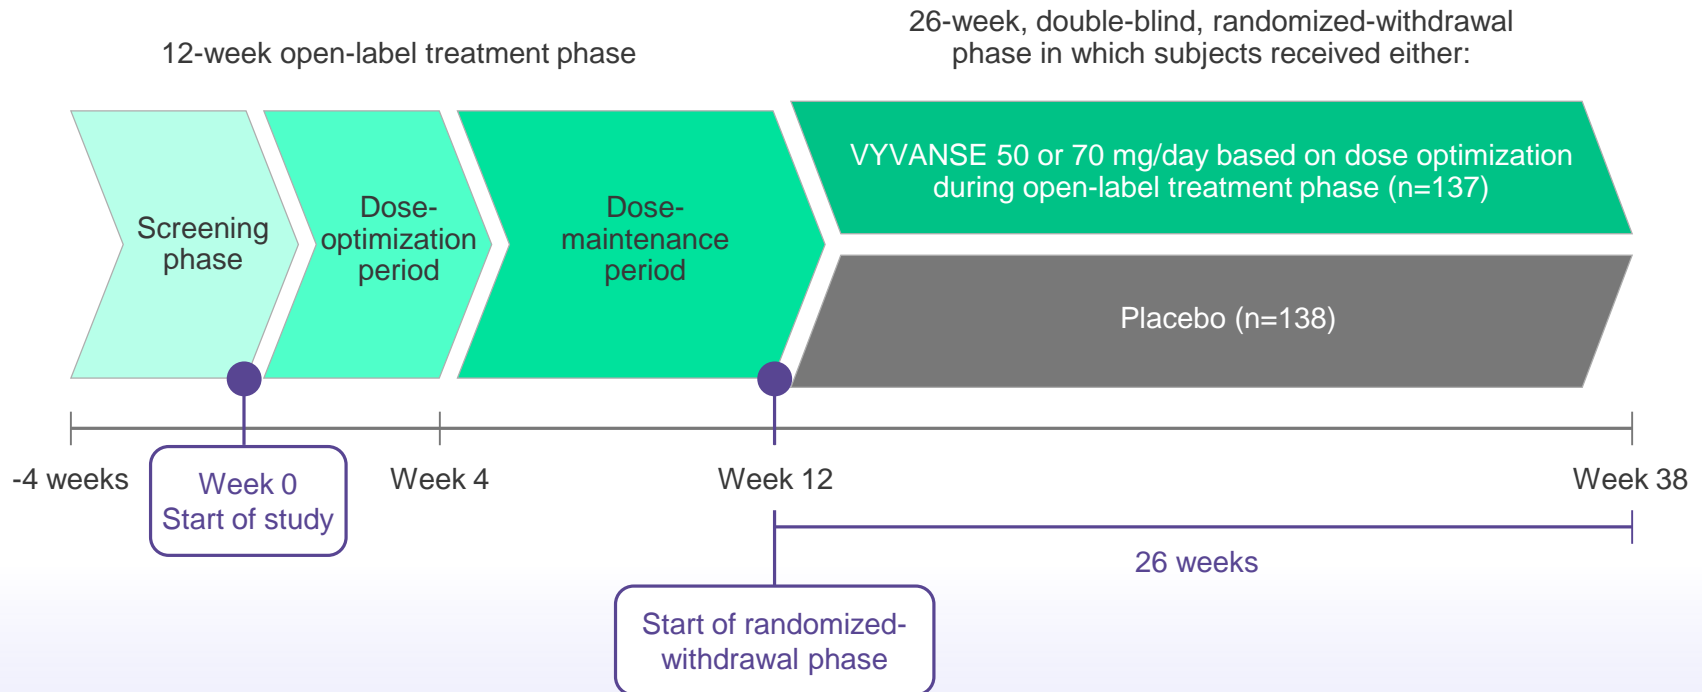 12-week open-label treatment phase
26-week, double-blind, randomized-withdrawal
phase in which subjects received either:
Screening
phase
Dose-
optimization
period
Dose-
maintenance
period
VYVANSE 50 or 70 mg/day based on dose optimization
during open-label treatment phase (n=137)
Placebo (n=138)
-4 weeks
Week 0
Start of study
Week 4
Week 12
Week 38
26 weeks
Start of randomized-
withdrawal phase